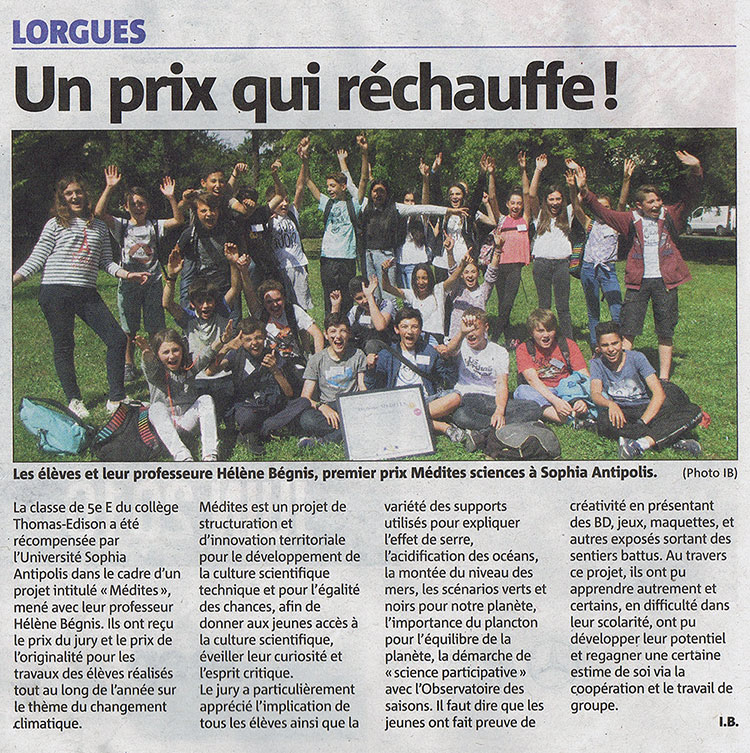 LORGUES
Un prix qui réchauffe !
Les élèves et leur professeure Hélène Bégnis, premier prix Médites sciences à Sophia Antipolis. (Photo IB)
La classe de 5e E du collège
Thomas-Edison a été
récompensée par
l'Université Sophia
Antipolis dans le cadre d'un
projet intitulé « Médites »,
mené avec leur professeur
Hélène Bégnis. Ils ont reçu
le prix du jury et le prix de
l'originalité pour les
travaux des élèves réalisés
tout au long de l'année sur
le thème du changement
climatique.
Médites est un projet de
structuration et
d'innovation territoriale
pour le développement de
la culture scientifique
technique et pour l'égalité
des chances, afin de
donner aux jeunes accès à
la culture scientifique,
éveiller leur curiosité et
l'esprit critique.
Le jury a particulièrement
apprécié l'implication de
tous les élèves ainsi que la
variété des supports
utilisés pour expliquer
l'effet de serre,
l'acidification des océans,
la montée du niveau des
mers, les scénarios verts et
noirs pour notre planète,
l'importance du plancton
pour l'équilibre de la
planète, la démarche de
« science participative »
avec l'Observatoire des
saisons. Il faut dire que les
jeunes ont fait preuve de
créativité en présentant
des BD, jeux, maquettes, et
autres exposés sortant des
sentiers battus. Au travers
ce projet, ils ont pu
apprendre autrement et
certains, en difficulté dans
leur scolarité, ont pu
développer leur potentiel
et regagner une certaine
estime de soi via la
coopération et le travail de
groupe.
I.B.